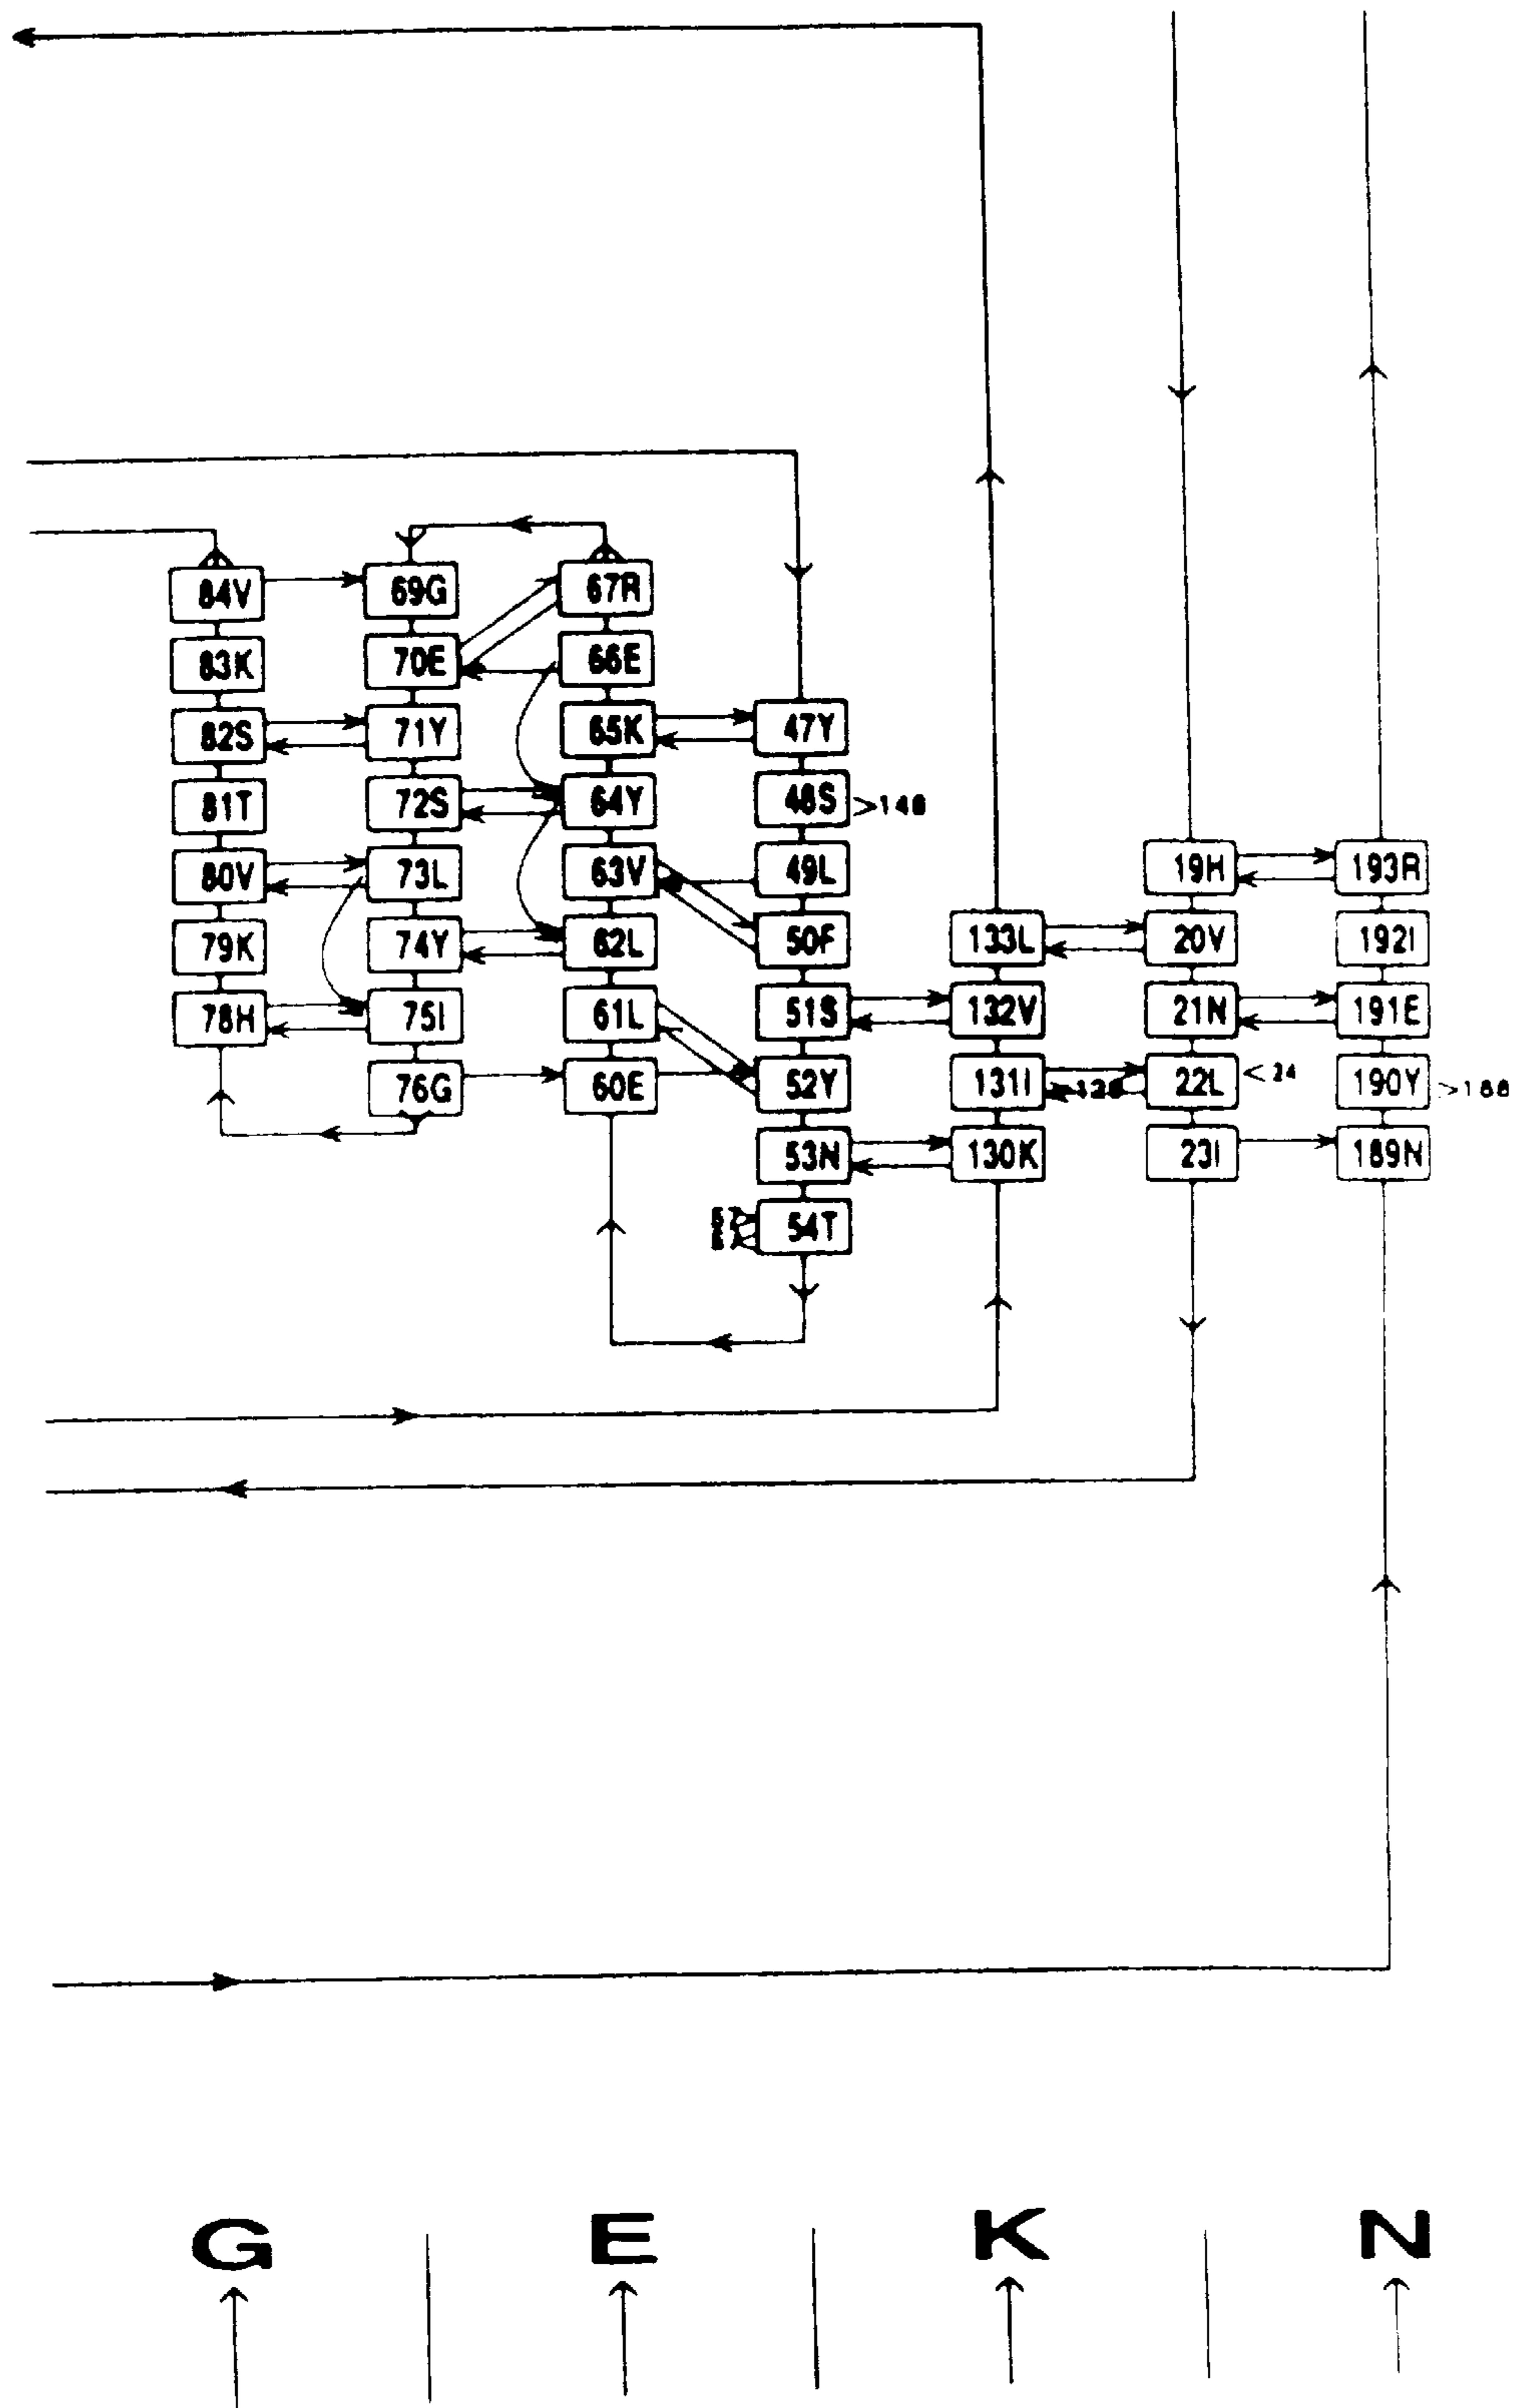 84V 69G 67R
83K 70E 66E
82S 71Y 65K 47Y
81T 72S 64Y 48S >148
80V 73L 63V 49L 19H 193R
79K 74Y 62L 50F 133L 20V 192I
78H 75I 61L 51S 132V 21N 191E
76G 60E 52Y 131I 22L <24 190Y >188
53N 130K 23I 189N
54T
G E K N